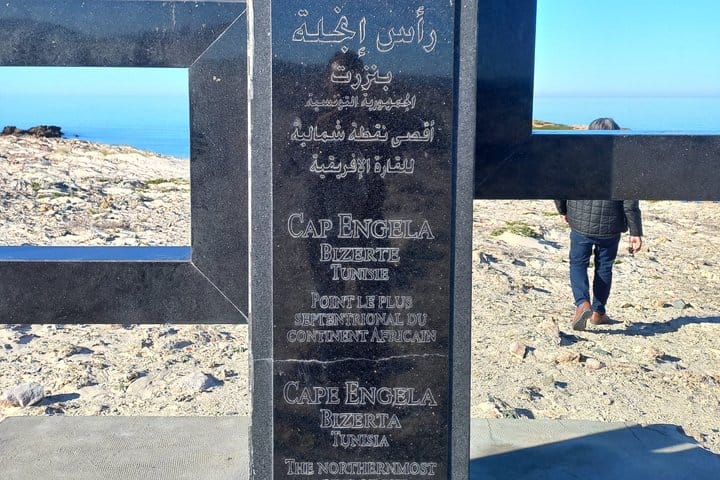 رأس إنجلة
بنزرت
الجمهورية التونسية
أقصى نقطة شمالية
للقارة الإفريقية
Cap Engela
Bizerte
Tunisie
Point le plus
septentrional du
continent Africain
Cape Engela
Bizerta
Tunisia
The northernmost